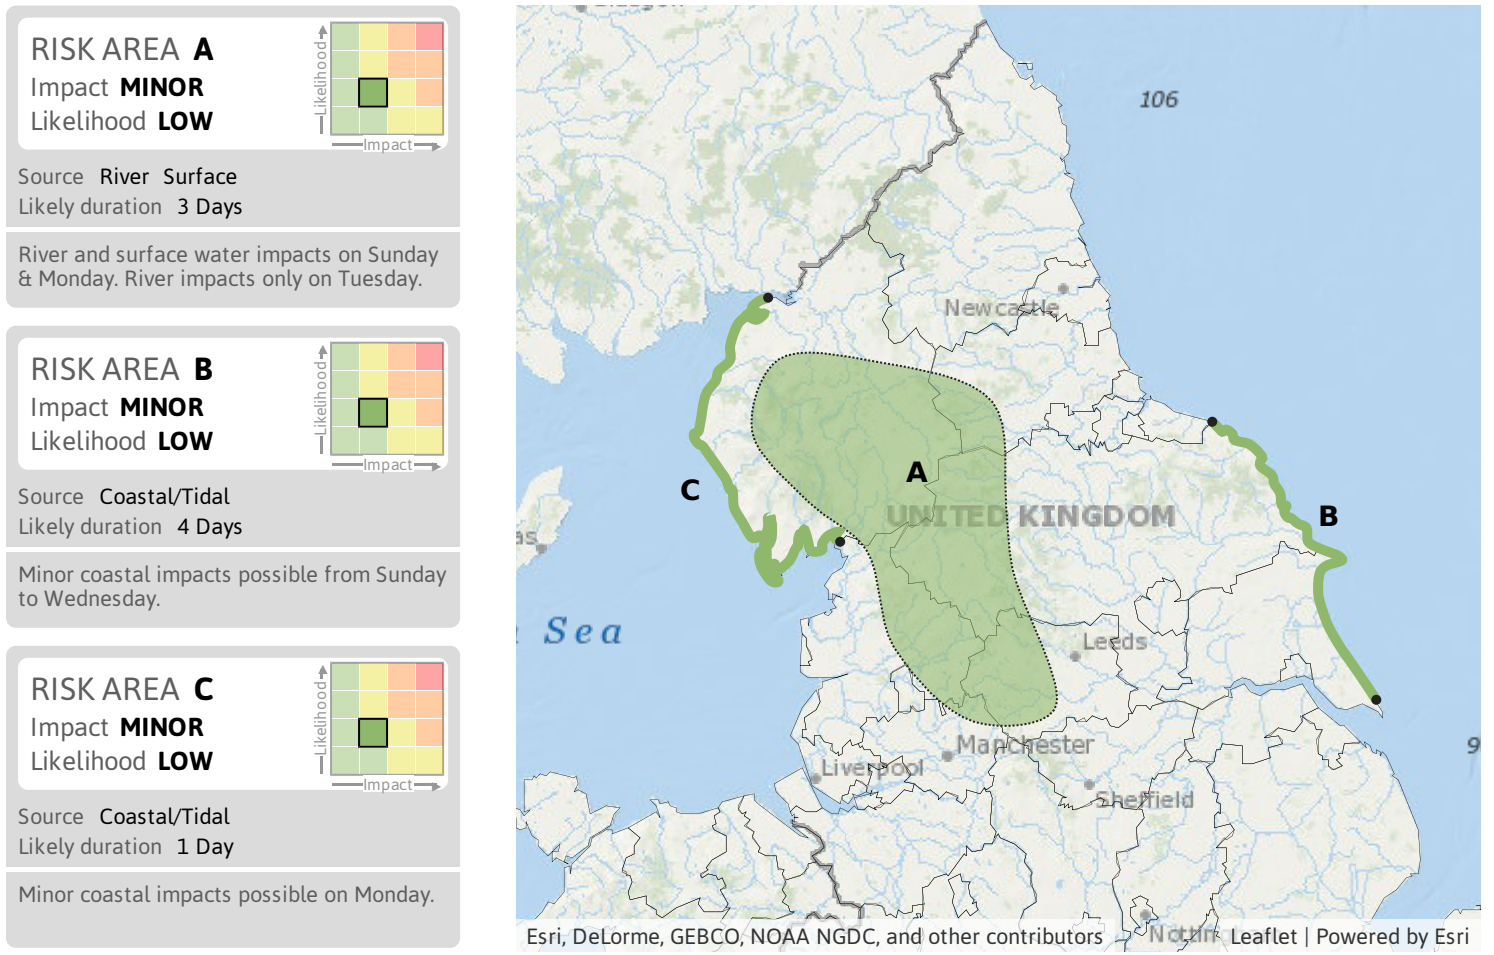 RISK AREA A
Impact MINOR
Likelihood LOW
Likelihood
Impact
Source River Surface
Likely duration 3 Days
River and surface water impacts on Sunday
& Monday. River impacts only on Tuesday.
RISK AREA B
Impact MINOR
Likelihood LOW
Likelihood
Impact
Source Coastal/Tidal
Likely duration 4 Days
Minor coastal impacts possible from Sunday
to Wednesday.
RISK AREA C
Impact MINOR
Likelihood LOW
Likelihood
Impact
Source Coastal/Tidal
Likely duration 1 Day
Minor coastal impacts possible on Monday.
106
Newcastle
A
C
UNITED KINGDOM
B
as
Sea
Leeds
Manchester
Liverpool
Sheffield
9
Esri, DeLorme, GEBCO, NOAA NGDC, and other contributors
Leaflet | Powered by Esri